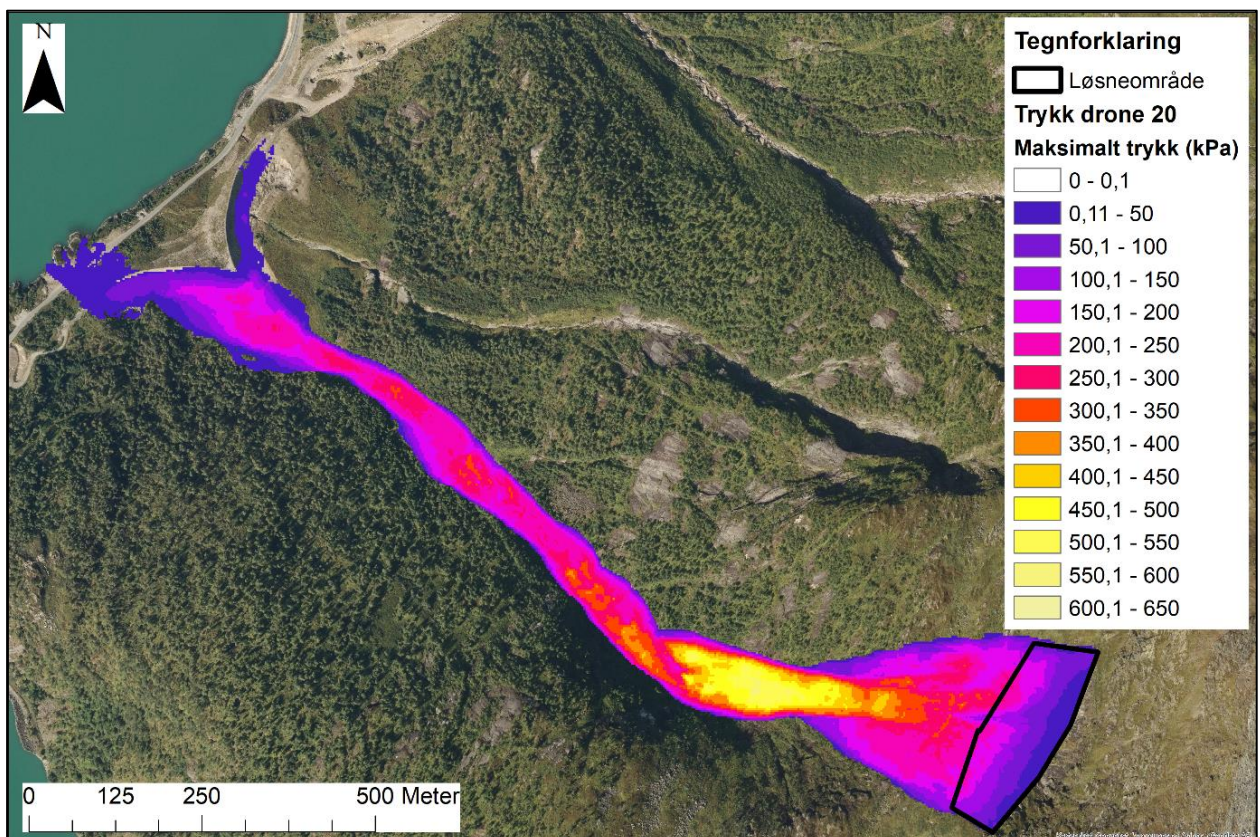 N
Tegnforklaring
Løsneområde
Trykk drone 20
Maksimalt trykk (kPa)
0 - 0,1
0,11 - 50
50,1 - 100
100,1 - 150
150,1 - 200
200,1 - 250
250,1 - 300
300,1 - 350
350,1 - 400
400,1 - 450
450,1 - 500
500,1 - 550
550,1 - 600
600,1 - 650
0 125 250 500 Meter